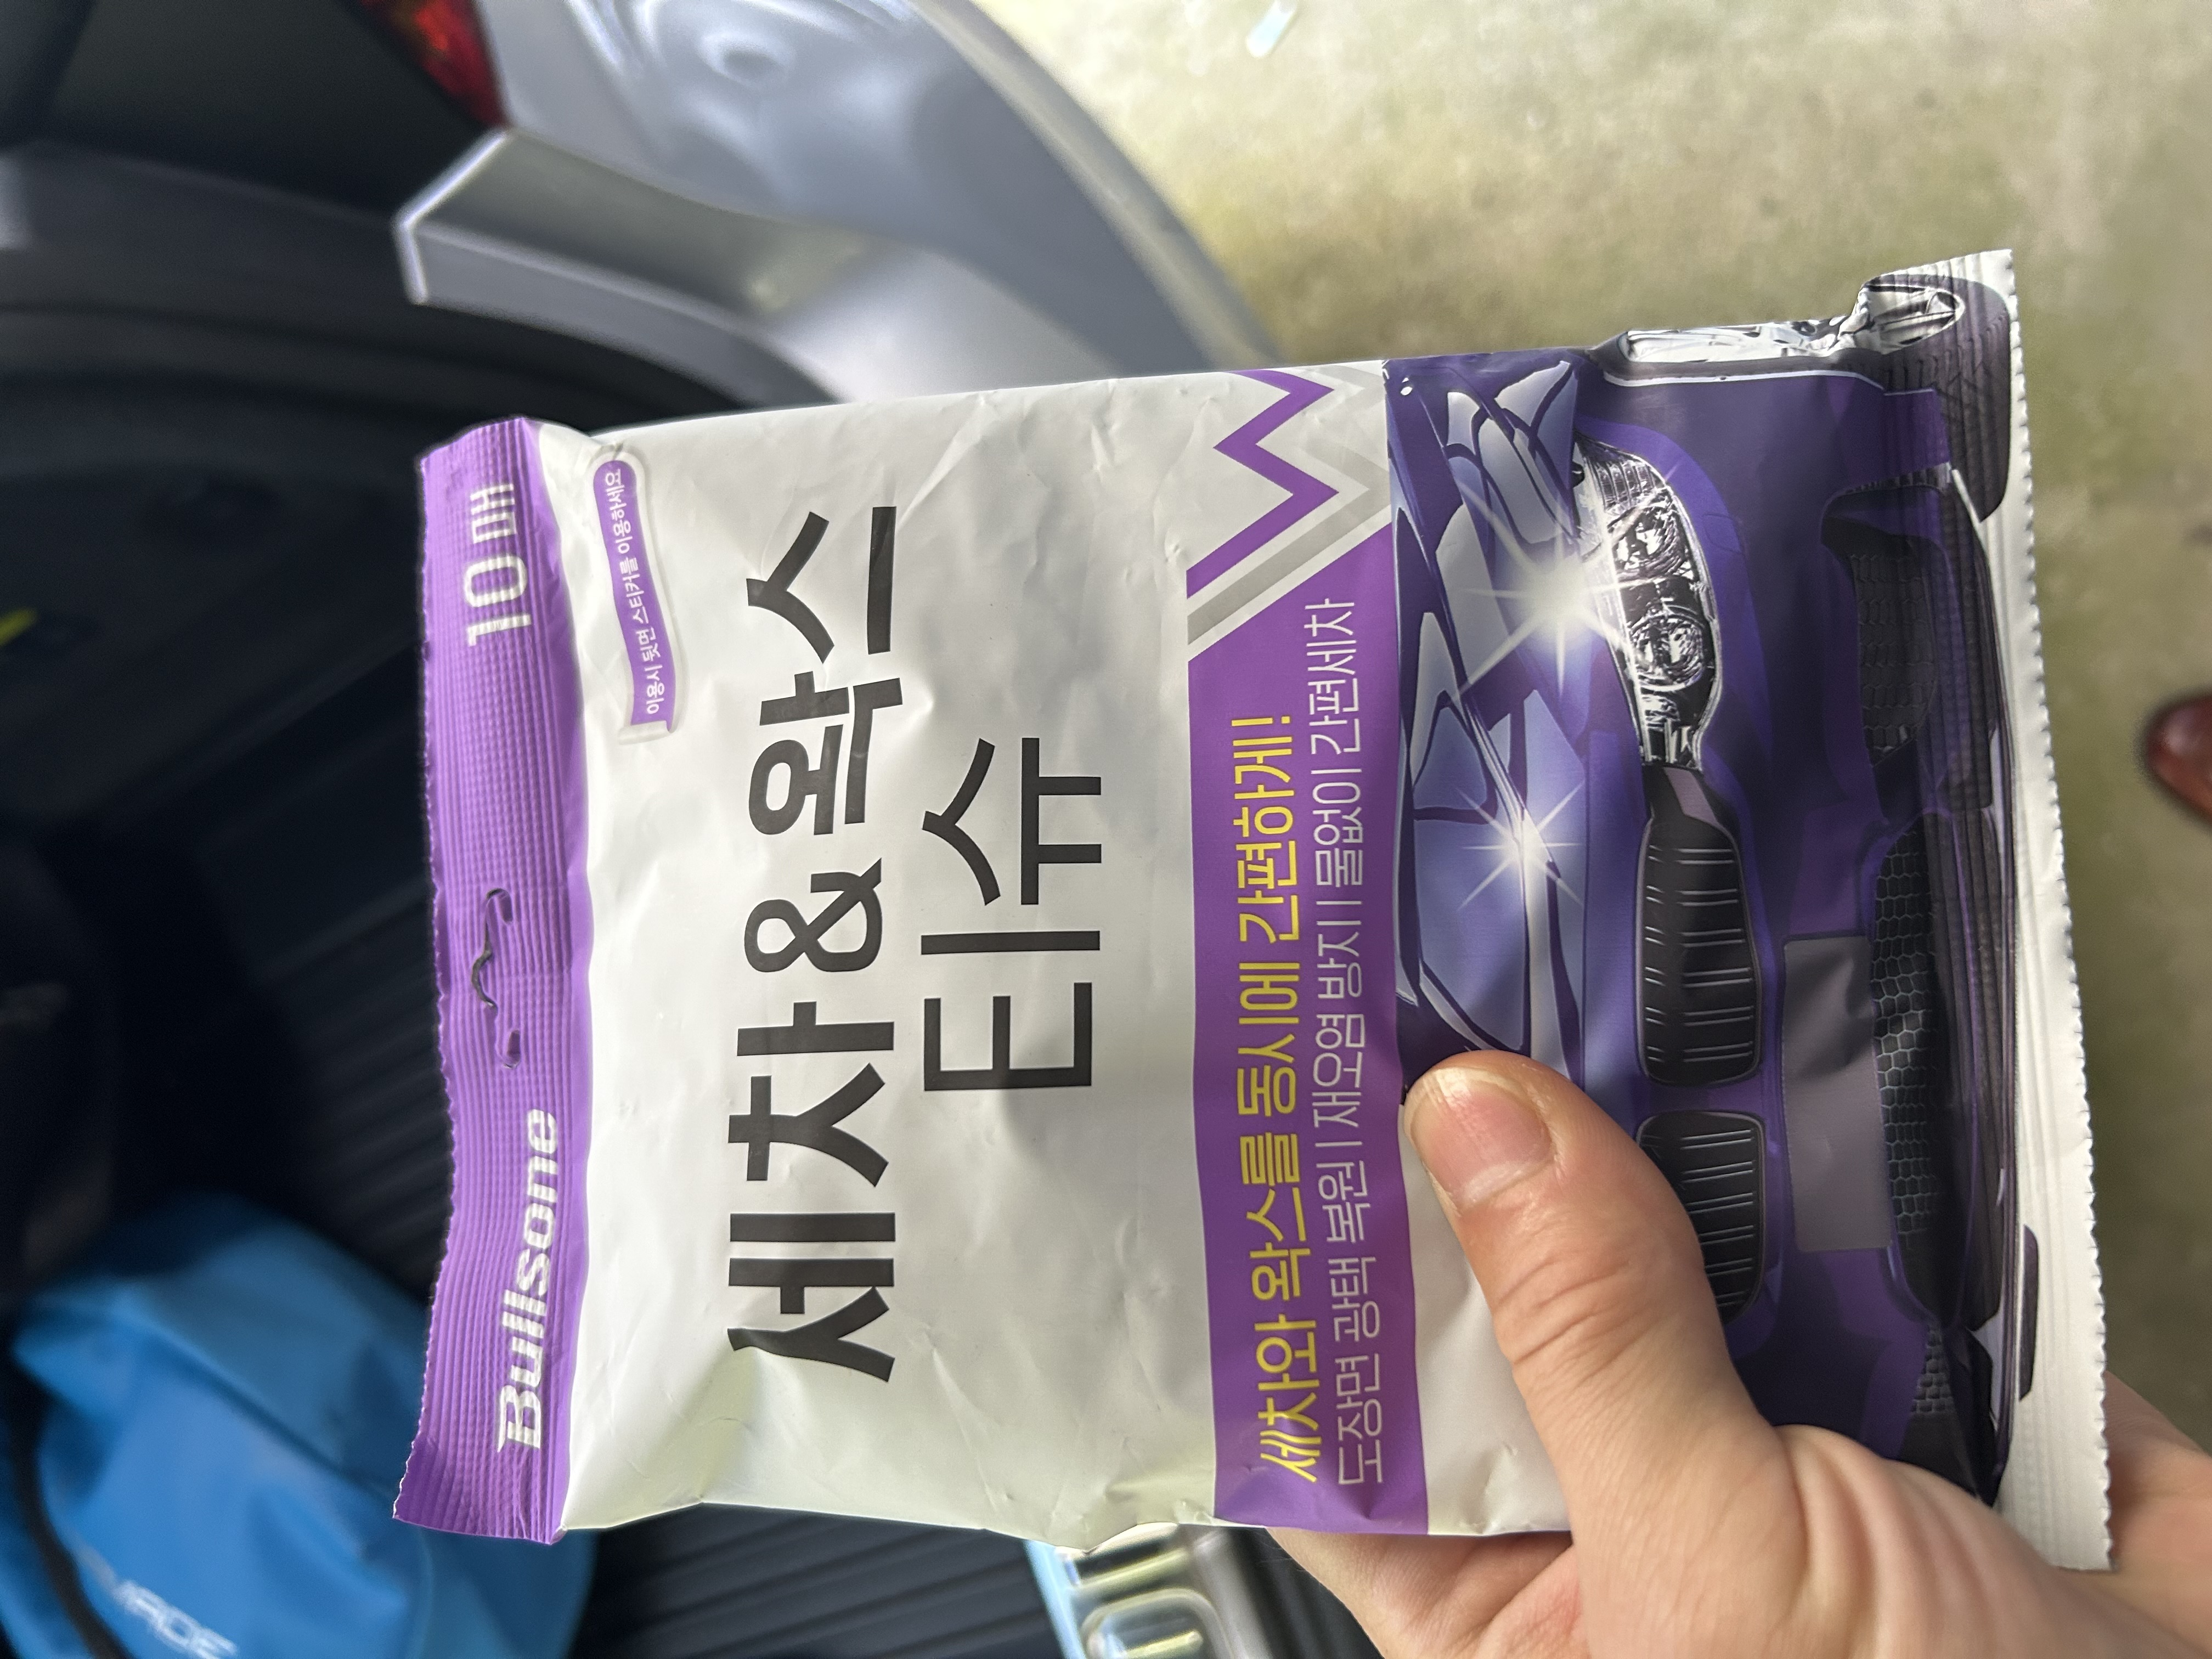 Bullsone
10매
이용시 뒷면 스티커를 이용하세요
세차&왁스
티슈
세차와 왁스를 동시에 간편하게!
도장면 광택 복원 | 재오염 방지 | 물없이 간편세차